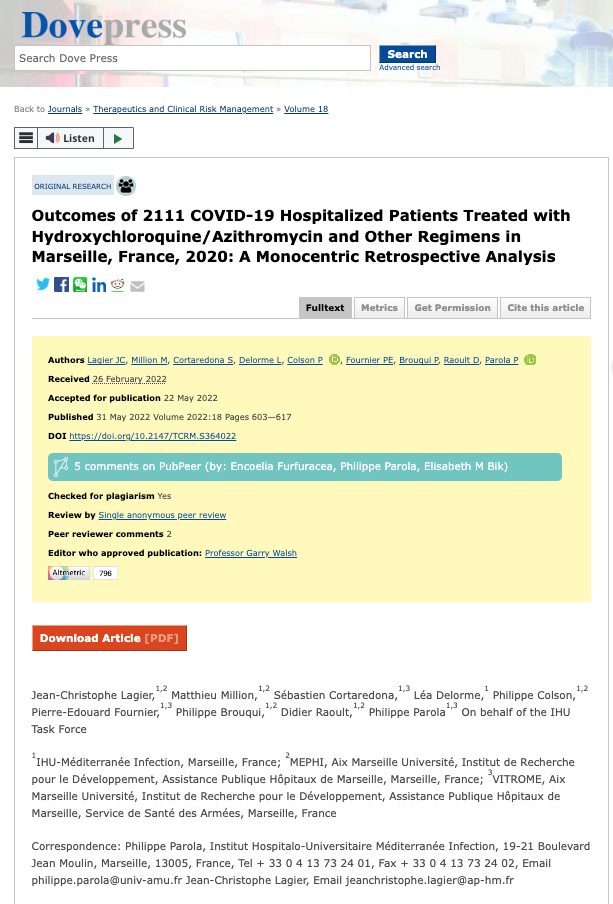 Dovepress
Search Dove Press
Search
Advanced search
Back to Journals » Therapeutics and Clinical Risk Management » Volume 18
Listen
ORIGINAL RESEARCH
Outcomes of 2111 COVID-19 Hospitalized Patients Treated with
Hydroxychloroquine/Azithromycin and Other Regimens in
Marseille, France, 2020: A Monocentric Retrospective Analysis
Fulltext Metrics Get Permission Cite this article
Authors Lagier JC, Million M, Cortaredona S, Delorme L, Colson P iD, Fournier PE, Brouqui P, Raoult D, Parola P iD
Received 26 February 2022
Accepted for publication 22 May 2022
Published 31 May 2022 Volume 2022:18 Pages 603—617
DOI https://doi.org/10.2147/TCRM.S364022
5 comments on PubPeer (by: Encoelia Furfuracea, Philippe Parola, Elisabeth M Bik)
Checked for plagiarism Yes
Review by Single anonymous peer review
Peer reviewer comments 2
Editor who approved publication: Professor Garry Walsh
Altmetric 796
Download Article [PDF]
Jean-Christophe Lagier,1,2 Matthieu Million,1,2 Sébastien Cortaredona,1,3 Léa Delorme,1 Philippe Colson,1,2
Pierre-Edouard Fournier,1,3 Philippe Brouqui,1,2 Didier Raoult,1,2 Philippe Parola1,3 On behalf of the IHU
Task Force
1IHU-Méditerranée Infection, Marseille, France; 2MEPHI, Aix Marseille Université, Institut de Recherche
pour le Développement, Assistance Publique Hôpitaux de Marseille, Marseille, France; 3VITROME, Aix
Marseille Université, Institut de Recherche pour le Développement, Assistance Publique Hôpitaux de
Marseille, Service de Santé des Armées, Marseille, France
Correspondence: Philippe Parola, Institut Hospitalo-Universitaire Méditerranée Infection, 19-21 Boulevard
Jean Moulin, Marseille, 13005, France, Tel + 33 0 4 13 73 24 01, Fax + 33 0 4 13 73 24 02, Email
philippe.parola@univ-amu.fr Jean-Christophe Lagier, Email jeanchristophe.lagier@ap-hm.fr